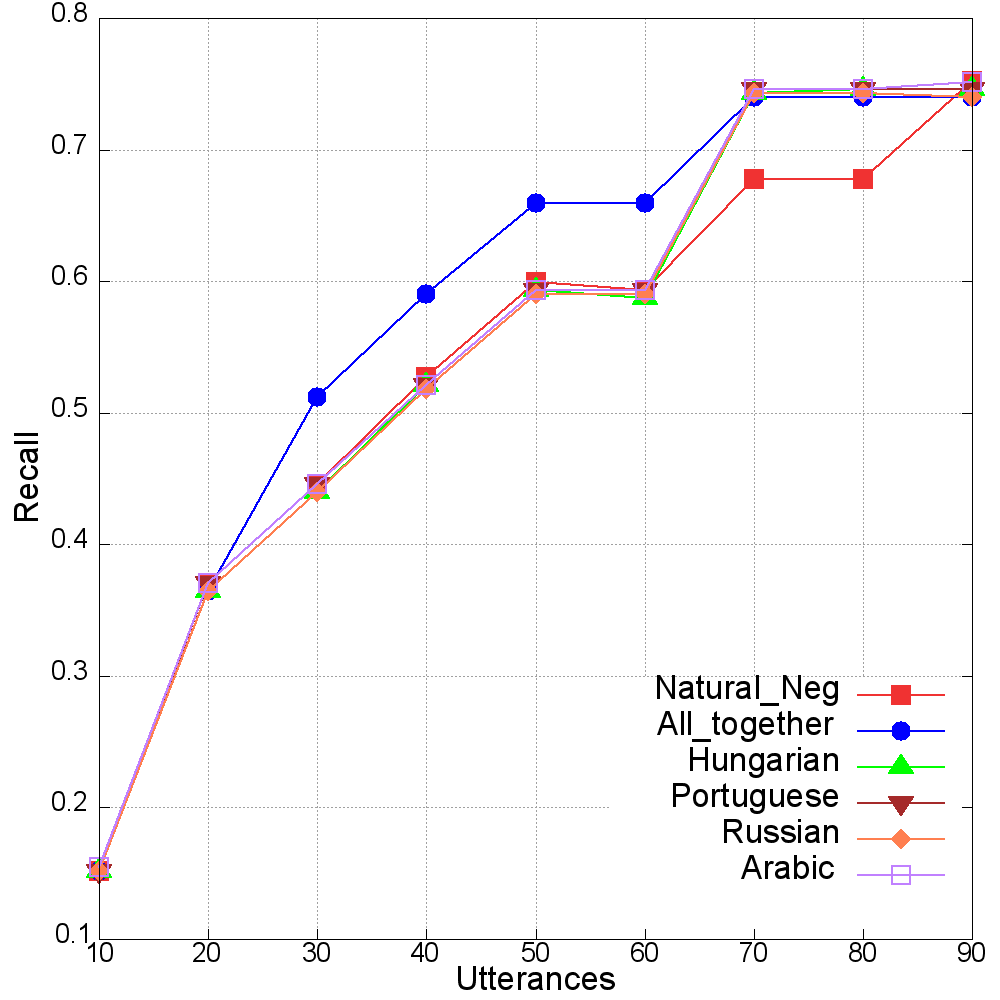 0.8
0.7
0.6
0.5
0.4
0.3
0.2
0.1
Recall
Natural_Neg
All_together
Hungarian
Portuguese
Russian
Arabic
10 20 30 40 50 60 70 80 90
Utterances